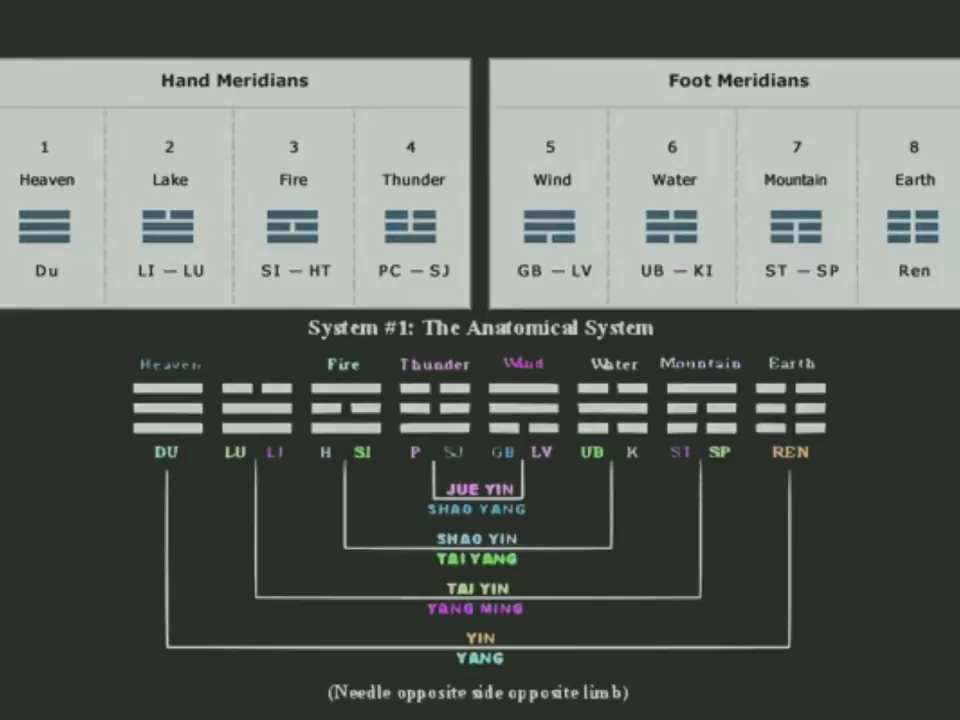 Hand Meridians
Foot Meridians
1 2 3 4 5 6 7 8
Heaven Lake Fire Thunder Wind Water Mountain Earth
Du LI — LU SI — HT PC — SJ GB — LV UB — KI ST — SP Ren
System #1: The Anatomical System
Heaven Fire Thunder Wind Water Mountain Earth
DU LU LI H SI P SJ GB LV UB K ST SP REN
JUE YIN
SHAO YANG
SHAO YIN
TAI YANG
TAI YIN
YANG MING
YIN
YANG
(Needle opposite side opposite limb)